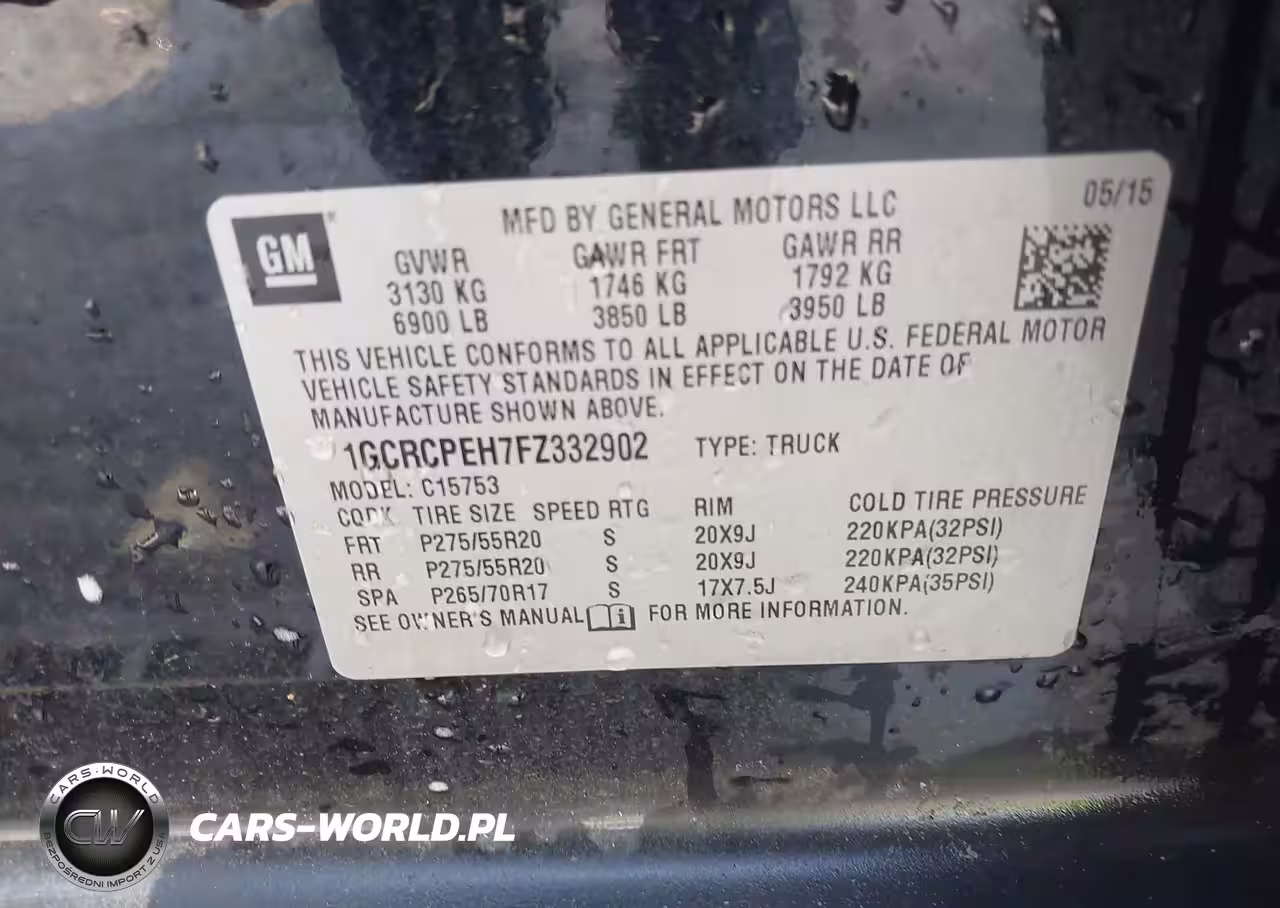 GM
MFD BY GENERAL MOTORS LLC
05/15
GVWR GAWR FRT GAWR RR
3130 KG 1746 KG 1792 KG
6900 LB 3850 LB 3950 LB
THIS VEHICLE CONFORMS TO ALL APPLICABLE U.S. FEDERAL MOTOR
VEHICLE SAFETY STANDARDS IN EFFECT ON THE DATE OF
MANUFACTURE SHOWN ABOVE.
1GCRCPEH7FZ332902 TYPE: TRUCK
MODEL: C15753
TIRE SIZE SPEED RTG RIM COLD TIRE PRESSURE
FRT P275/55R20 S 20X9J 220KPA(32PSI)
RR P275/55R20 S 20X9J 220KPA(32PSI)
SPA P265/70R17 S 17X7.5J 240KPA(35PSI)
SEE OWNER'S MANUAL FOR MORE INFORMATION.
CARS-WORLD
CW
BEZPOŚREDNI IMPORT Z USA
CARS-WORLD.PL